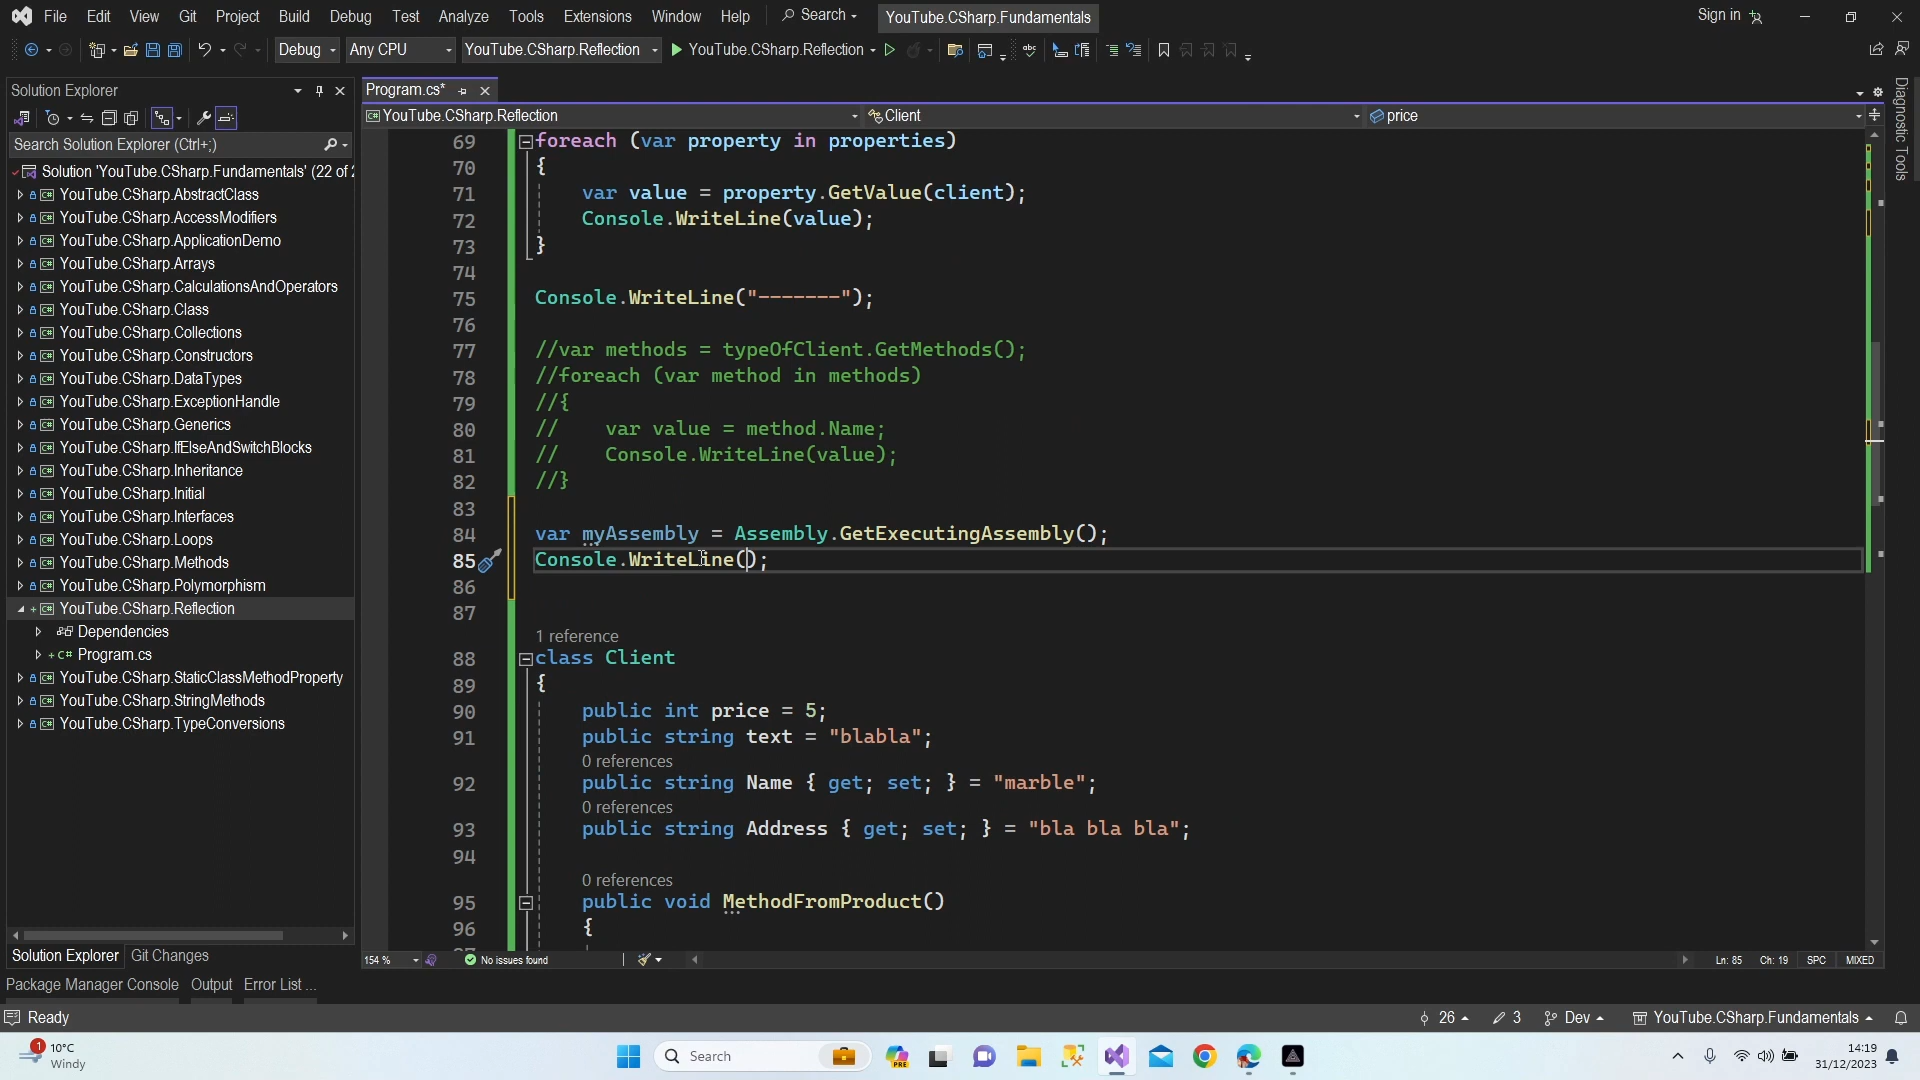 File Edit View Git Project Build Debug Test Analyze Tools Extensions Window Help Search YouTube.CSharp.Fundamentals Sign in
Debug Any CPU YouTube.CSharp.Reflection YouTube.CSharp.Reflection
Solution Explorer
Search Solution Explorer (Ctrl+;)
Solution 'YouTube.CSharp.Fundamentals' (22 of
YouTube.CSharp.AbstractClass
YouTube.CSharp.AccessModifiers
YouTube.CSharp.ApplicationDemo
YouTube.CSharp.Arrays
YouTube.CSharp.CalculationsAndOperators
YouTube.CSharp.Class
YouTube.CSharp.Collections
YouTube.CSharp.Constructors
YouTube.CSharp.DataTypes
YouTube.CSharp.ExceptionHandle
YouTube.CSharp.Generics
YouTube.CSharp.IfElseAndSwitchBlocks
YouTube.CSharp.Inheritance
YouTube.CSharp.Initial
YouTube.CSharp.Interfaces
YouTube.CSharp.Loops
YouTube.CSharp.Methods
YouTube.CSharp.Polymorphism
YouTube.CSharp.Reflection
Dependencies
C# Program.cs
YouTube.CSharp.StaticClassMethodProperty
YouTube.CSharp.StringMethods
YouTube.CSharp.TypeConversions
Solution Explorer Git Changes
Program.cs*
YouTube.CSharp.Reflection Client price
69 foreach (var property in properties)
70 {
71 var value = property.GetValue(client);
72 Console.WriteLine(value);
73 }
74
75 Console.WriteLine("-------");
76
77 //var methods = typeOfClient.GetMethods();
78 //foreach (var method in methods)
79 //{
80 // var value = method.Name;
81 // Console.WriteLine(value);
82 //}
83
84 var myAssembly = Assembly.GetExecutingAssembly();
85 Console.WriteLine();
86
87
1 reference
88 class Client
89 {
90 public int price = 5;
91 public string text = "blabla";
0 references
92 public string Name { get; set; } = "marble";
0 references
93 public string Address { get; set; } = "bla bla bla";
94
0 references
95 public void MethodFromProduct()
96 {
154 % No issues found Ln: 85 Ch: 19 SPC MIXED
Diagnostic Tools
Package Manager Console Output Error List ...
Ready 26 3 Dev YouTube.CSharp.Fundamentals
1 10°C
Windy
Search
PRE
14:19
31/12/2023